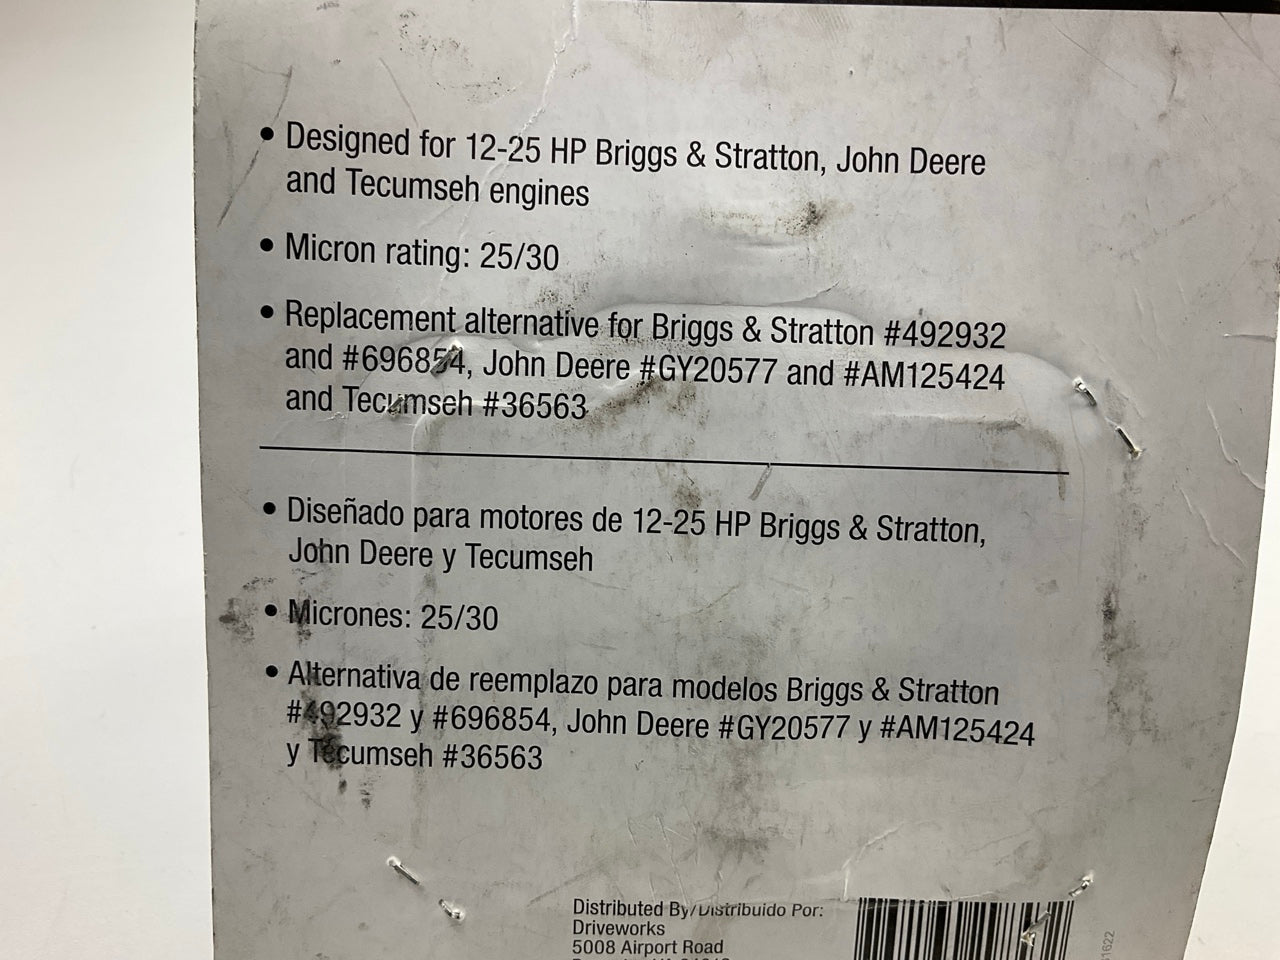 • Designed for 12-25 HP Briggs & Stratton, John Deere
and Tecumseh engines
• Micron rating: 25/30
• Replacement alternative for Briggs & Stratton #492932
and #696854, John Deere #GY20577 and #AM125424
and Tecumseh #36563
• Diseñado para motores de 12-25 HP Briggs & Stratton,
John Deere y Tecumseh
• Micrones: 25/30
• Alternativa de reemplazo para modelos Briggs & Stratton
#492932 y #696854, John Deere #GY20577 y #AM125424
y Tecumseh #36563
Distributed By/Distribuido Por:
Driveworks
5008 Airport Road